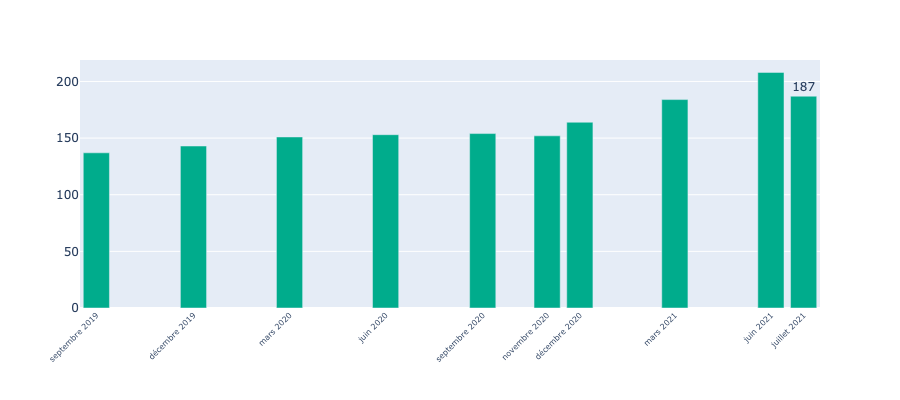 200
187
150
100
50
0
septembre 2019
décembre 2019
mars 2020
juin 2020
septembre 2020
novembre 2020
décembre 2020
mars 2021
juin 2021
juillet 2021